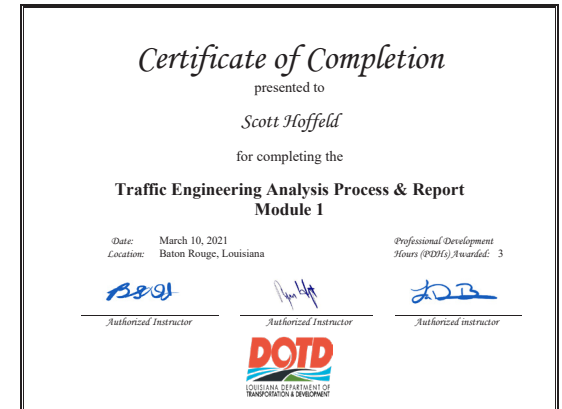 Certificate of Completion
presented to
Scott Hoffeld
for completing the
Traffic Engineering Analysis Process & Report
Module 1
Date: March 10, 2021
Location: Baton Rouge, Louisiana
Professional Development
Hours (PDHs) Awarded: 3
Authorized Instructor
Authorized Instructor
Authorized instructor
DOTD
LOUISIANA DEPARTMENT OF
TRANSPORTATION & DEVELOPMENT